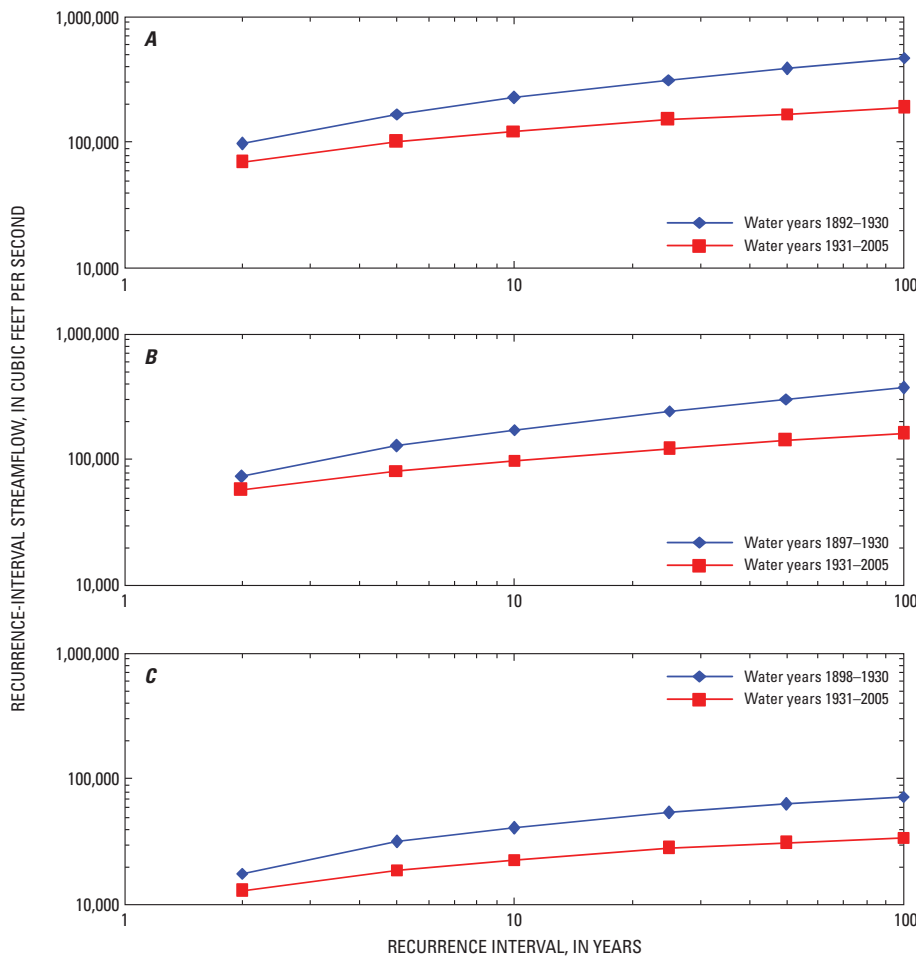 RECURRENCE-INTERVAL STREAMFLOW, IN CUBIC FEET PER SECOND
1,000,000
A
100,000
Water years 1892–1930
Water years 1931–2005
10,000
1
10
100
1,000,000
B
100,000
Water years 1897–1930
Water years 1931–2005
10,000
1
10
100
1,000,000
C
Water years 1898–1930
Water years 1931–2005
100,000
10,000
1
10
100
RECURRENCE INTERVAL, IN YEARS